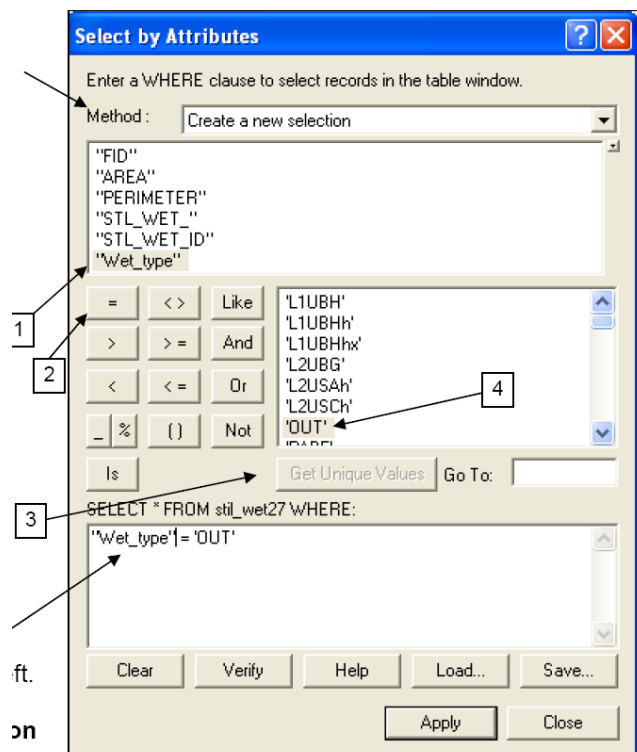 Select by Attributes
Enter a WHERE clause to select records in the table window.
Method : Create a new selection
"FID"
"AREA"
"PERIMETER"
"STL_WET_"
"STL_WET_ID"
"Wet_type"
1
2
= < > Like
> > = And
< < = Or
_ % ( ) Not
Is
'L1UBH'
'L1UBHh'
'L1UBHhx'
'L2UBG'
'L2USAh'
'L2USCh'
'OUT'
4
Get Unique Values Go To:
3
SELECT * FROM stil_wet27 WHERE:
"Wet_type" = 'OUT'
ft.
Clear Verify Help Load... Save...
on
Apply Close